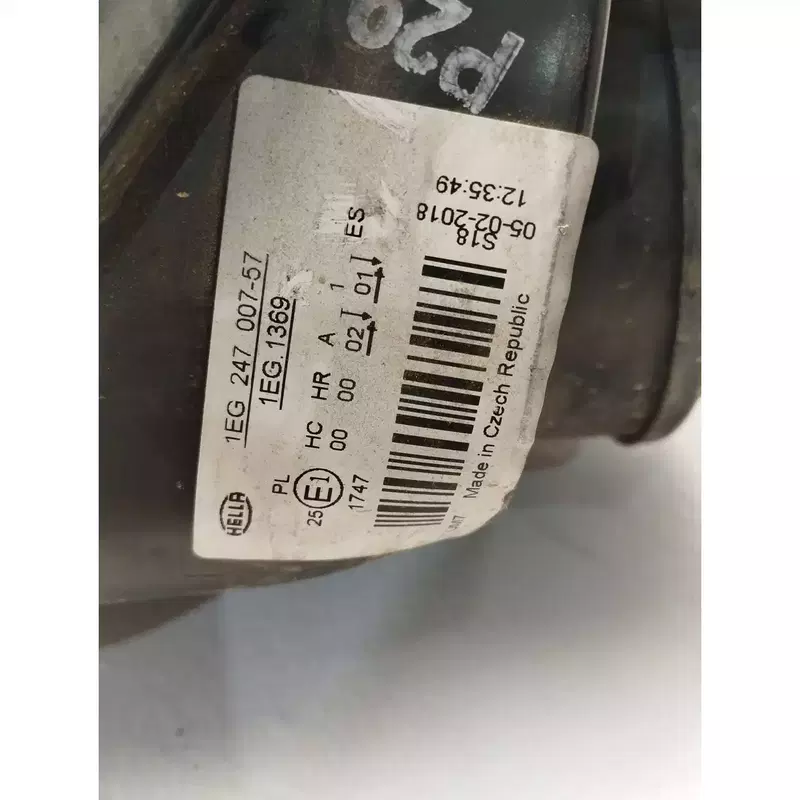 P20
1EG 247 007-57
1EG.1369
HELLA
PL HC HR A 1 ES
25 E1 00 00 02 01
1747
S18
05-02-2018
12:35:49
Made in Czech Republic